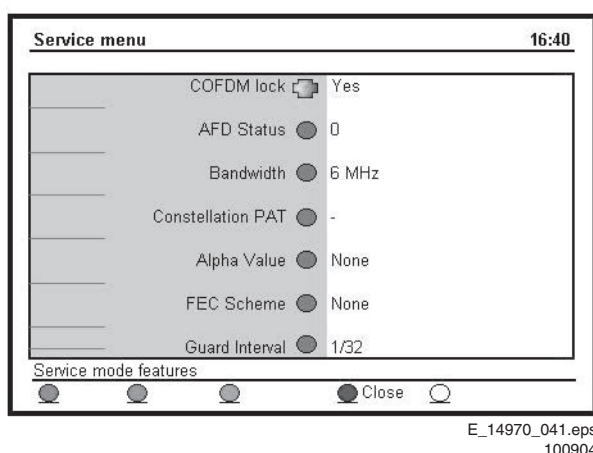 Service menu 16:40
COFDM lock Yes
AFD Status 0
Bandwidth 6 MHz
Constellation PAT -
Alpha Value None
FEC Scheme None
Guard Interval 1/32
Service mode features
Close
E_14970_041.eps
100904